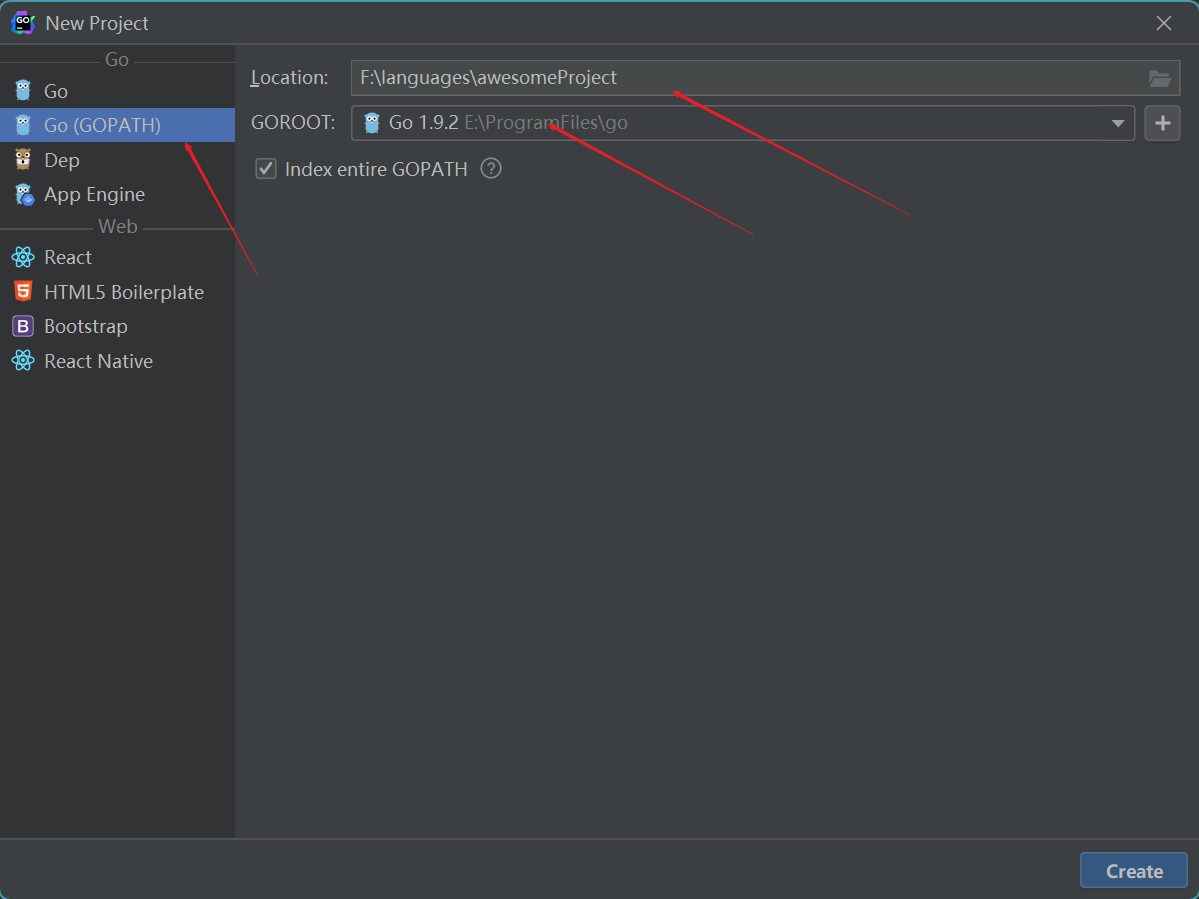 New Project
Go
Go
Go (GOPATH)
Dep
App Engine
Web
React
HTML5 Boilerplate
Bootstrap
React Native
Location: F:\languages\awesomeProject
GOROOT: Go 1.9.2 E:\ProgramFiles\go
Index entire GOPATH ?
Create